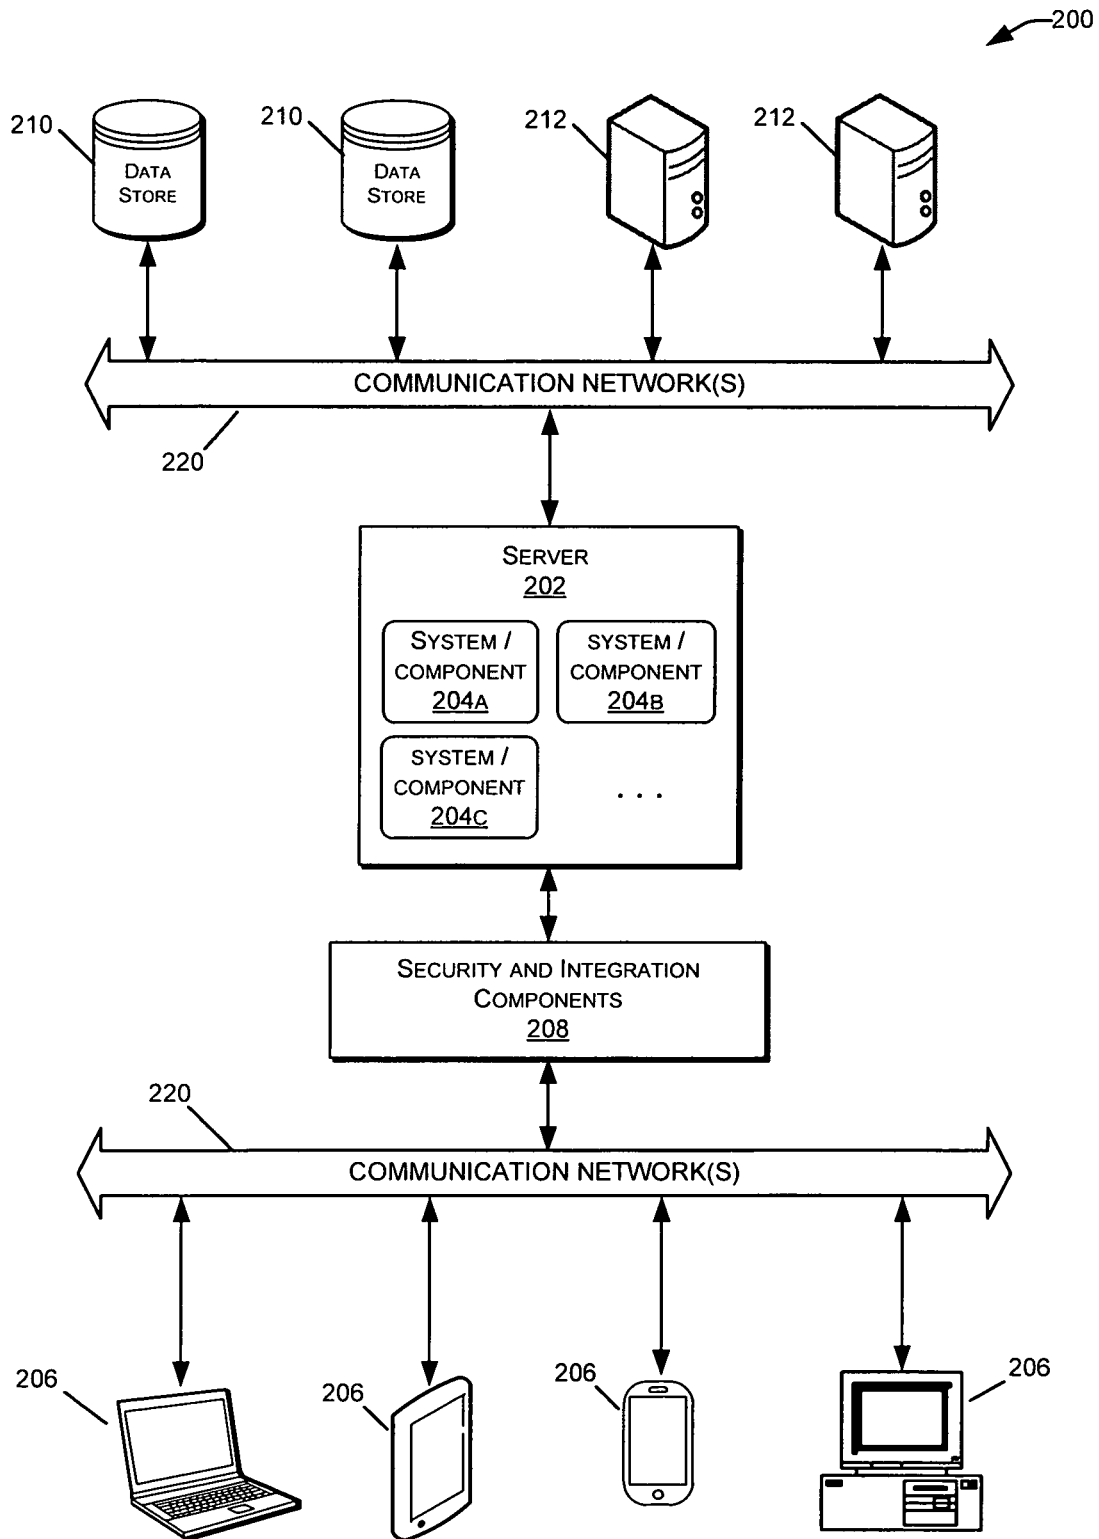 200
210
210
212
212
DATA
STORE
DATA
STORE
COMMUNICATION NETWORK(S)
220
SERVER
202
SYSTEM /
COMPONENT
204A
SYSTEM /
COMPONENT
204B
SYSTEM /
COMPONENT
204C
. . .
SECURITY AND INTEGRATION
COMPONENTS
208
220
COMMUNICATION NETWORK(S)
206
206
206
206